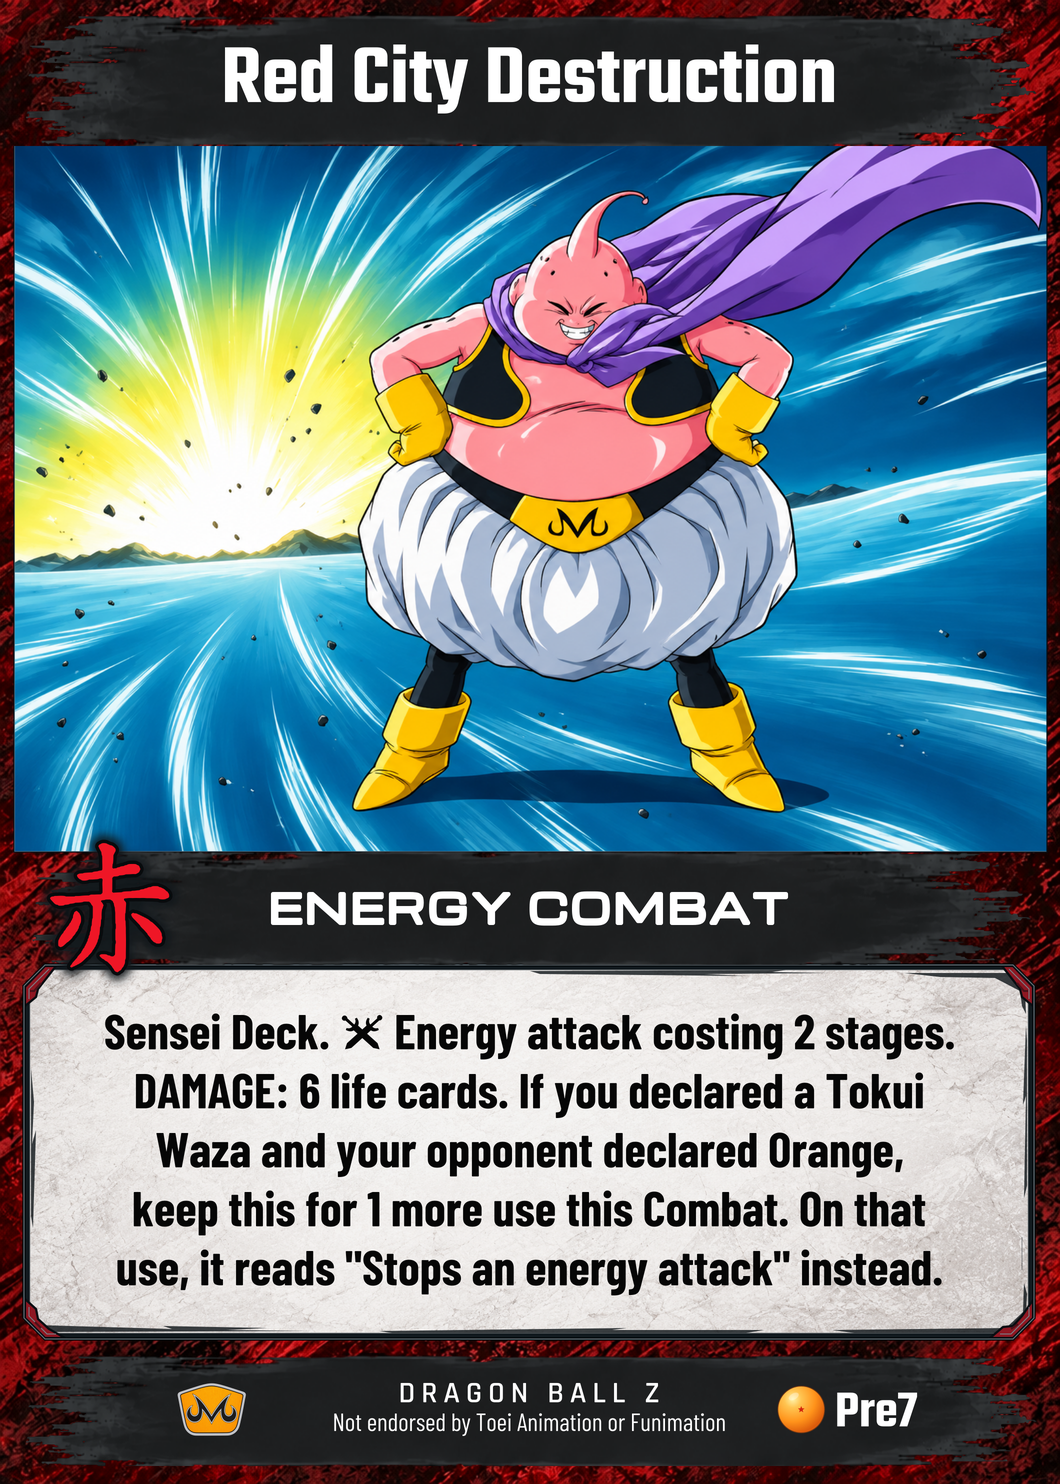 Red City Destruction
赤
ENERGY COMBAT
Sensei Deck. Energy attack costing 2 stages.
DAMAGE: 6 life cards. If you declared a Tokui
Waza and your opponent declared Orange,
keep this for 1 more use this Combat. On that
use, it reads "Stops an energy attack" instead.
DRAGON BALL Z
Not endorsed by Toei Animation or Funimation
Pre7